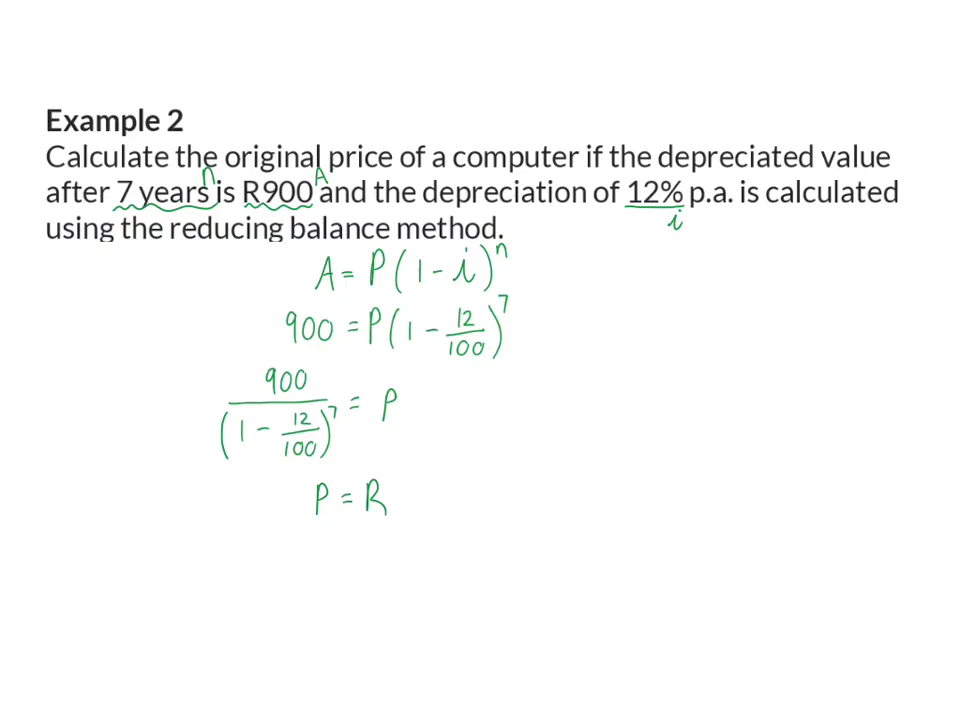 Example 2
Calculate the original price of a computer if the depreciated value
n A
after 7 years is R900 and the depreciation of 12% p.a. is calculated
i
using the reducing balance method.
A = P(1 - i)^n
900 = P(1 - 12/100)^7
900/(1 - 12/100)^7 = P
P = R